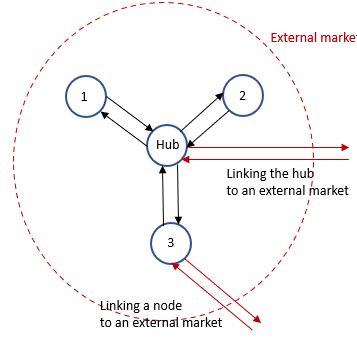 External market
1
2
Hub
Linking the hub
to an external market
3
Linking a node
to an external market